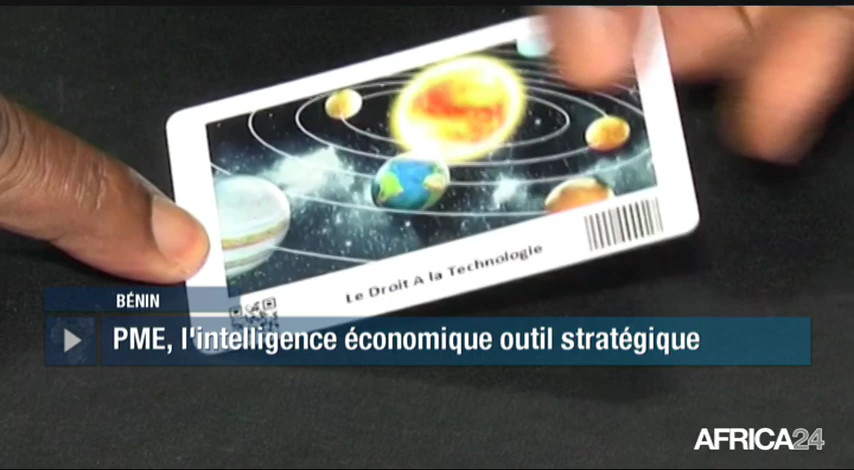 Le Droit A la Technologie
BÉNIN
PME, l'intelligence économique outil stratégique
AFRICA24